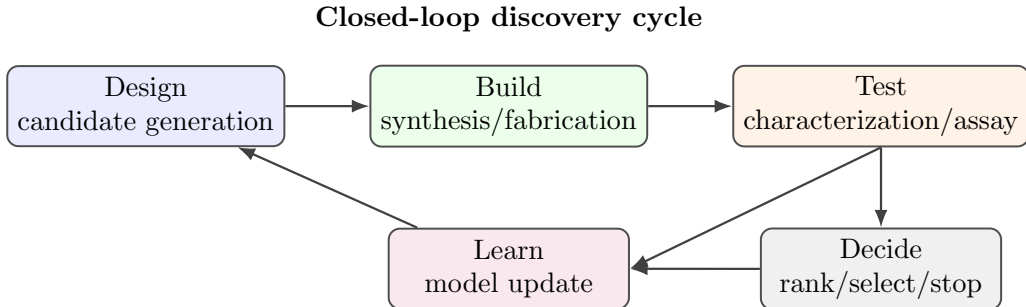 Closed-loop discovery cycle
Design
candidate generation
Build
synthesis/fabrication
Test
characterization/assay
Learn
model update
Decide
rank/select/stop